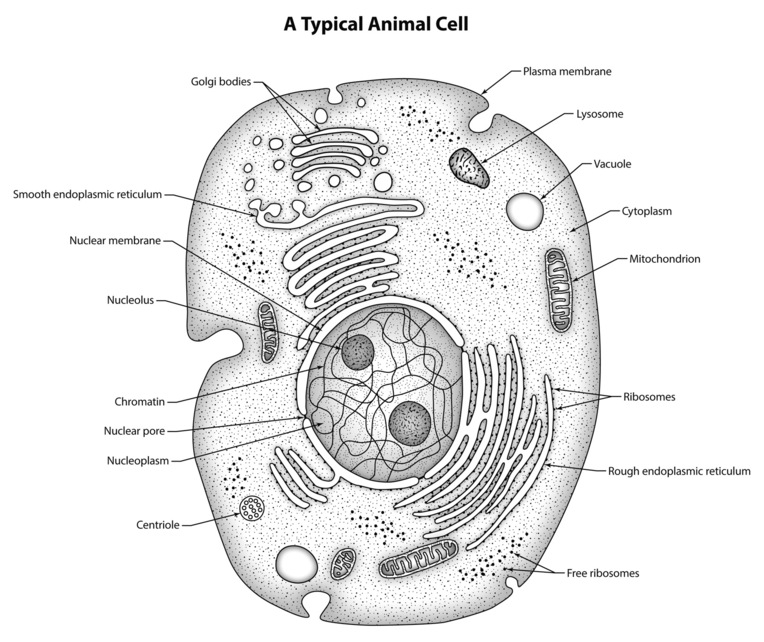 A Typical Animal Cell
Golgi bodies
Plasma membrane
Lysosome
Vacuole
Smooth endoplasmic reticulum
Cytoplasm
Nuclear membrane
Mitochondrion
Nucleolus
Chromatin
Ribosomes
Nuclear pore
Nucleoplasm
Rough endoplasmic reticulum
Centriole
Free ribosomes